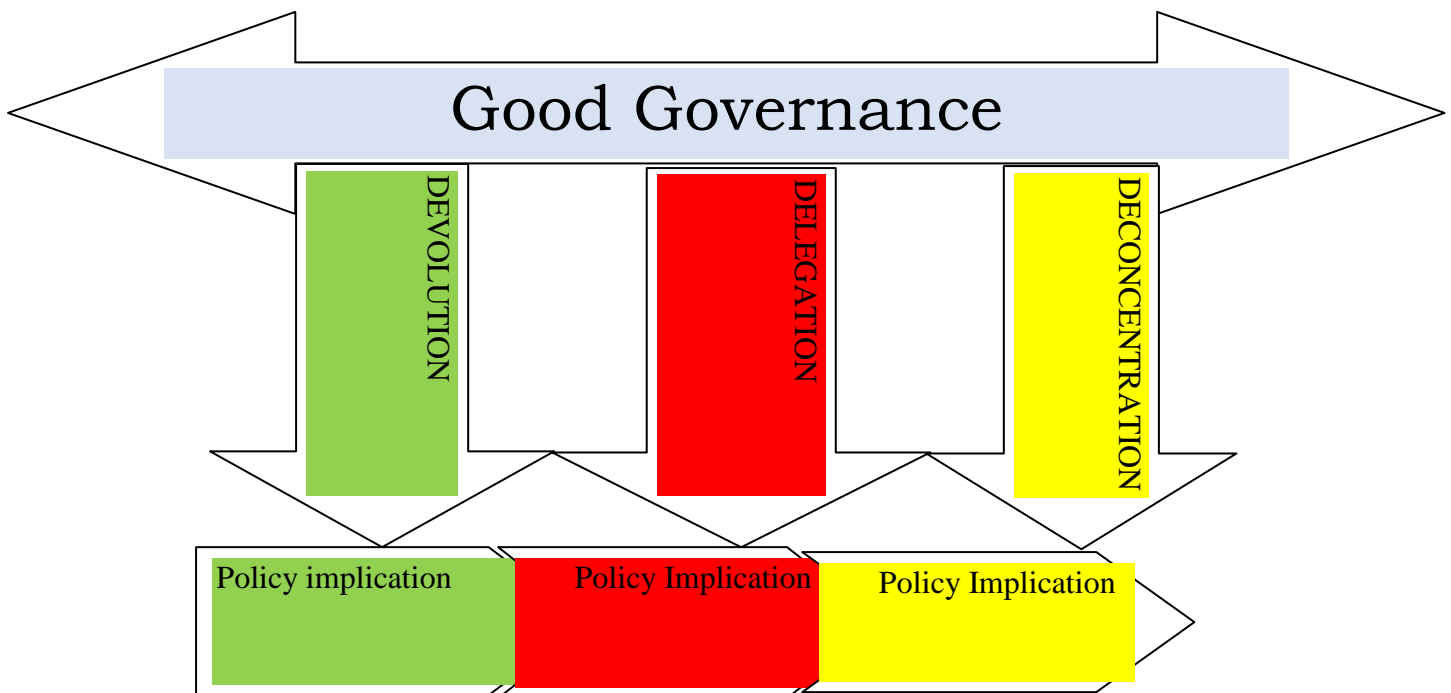 Good Governance
DEVOLUTION
DELEGATION
DECONCENTRATION
Policy implication
Policy Implication
Policy Implication